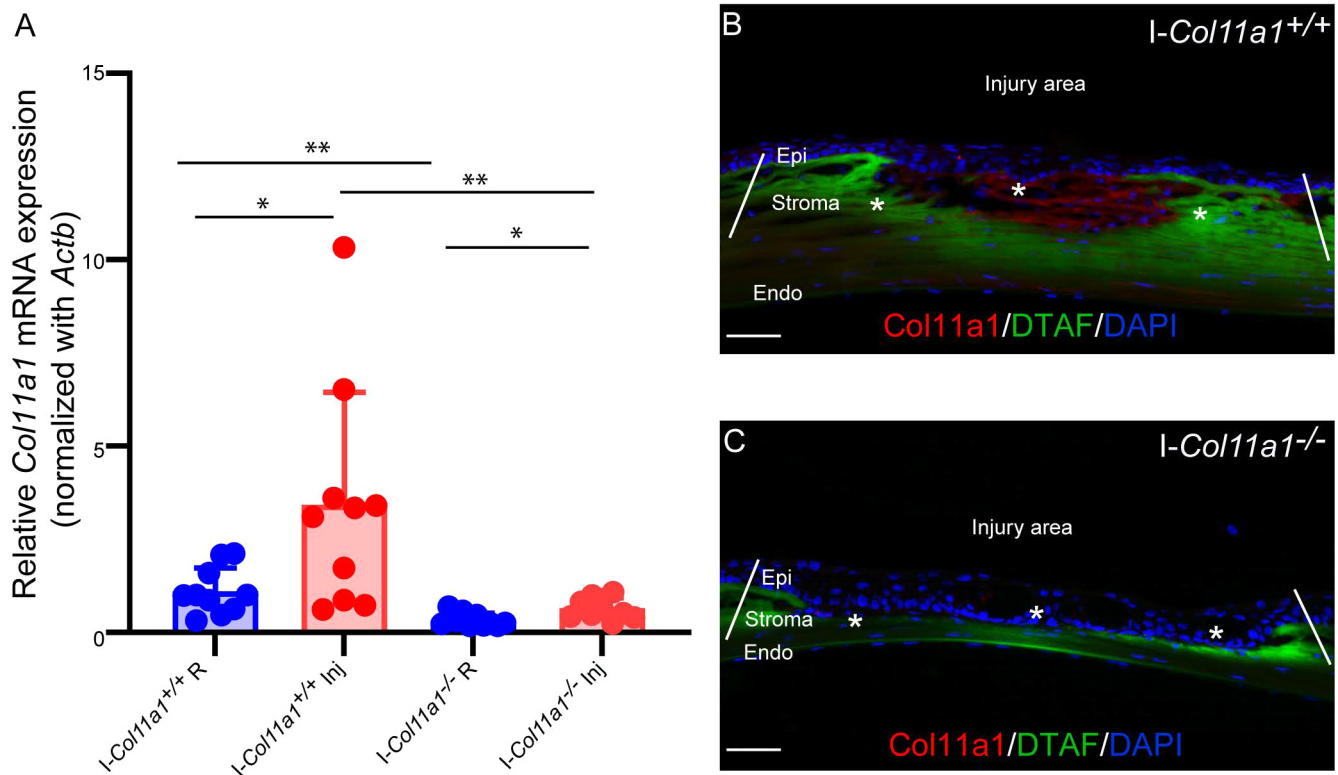 A
Relative Col11a1 mRNA expression
(normalized with Actb)
15
10
5
0
**
**
*
*
I-Col11a1+/+ R
I-Col11a1+/+ Inj
I-Col11a1-/- R
I-Col11a1-/- Inj
B
I-Col11a1+/+
Injury area
Epi
*
Stroma
*
*
Endo
Col11a1/DTAF/DAPI
C
I-Col11a1-/-
Injury area
Epi
Stroma
*
*
*
Endo
Col11a1/DTAF/DAPI